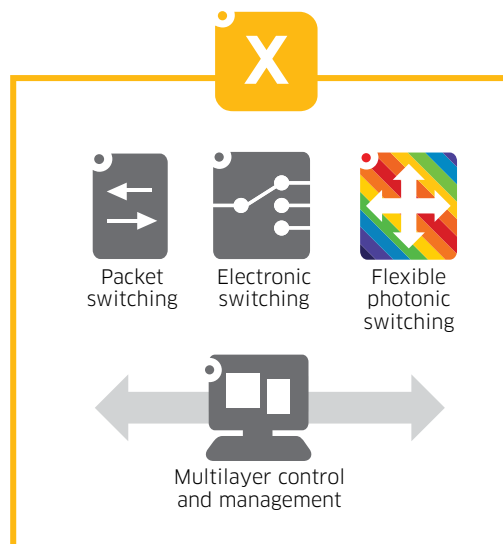 X
Packet
switching
Electronic
switching
Flexible
photonic
switching
Multilayer control
and management